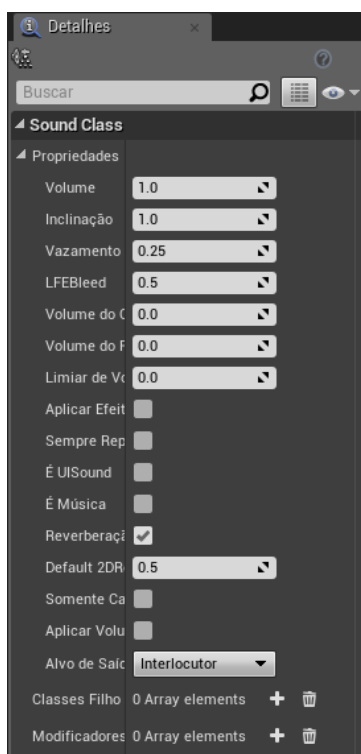 Detalhes
Buscar
Sound Class
Propriedades
Volume 1.0
Inclinação 1.0
Vazamento 0.25
LFEBleed 0.5
Volume do 0.0
Volume do 0.0
Limiar de 0.0
Aplicar Efeit
Sempre Rep
É UISound
É Música
Reverberaçã
Default 2DR 0.5
Somente Ca
Aplicar Volu
Alvo de Saíd Interlocutor
Classes Filho 0 Array elements
Modificadores 0 Array elements